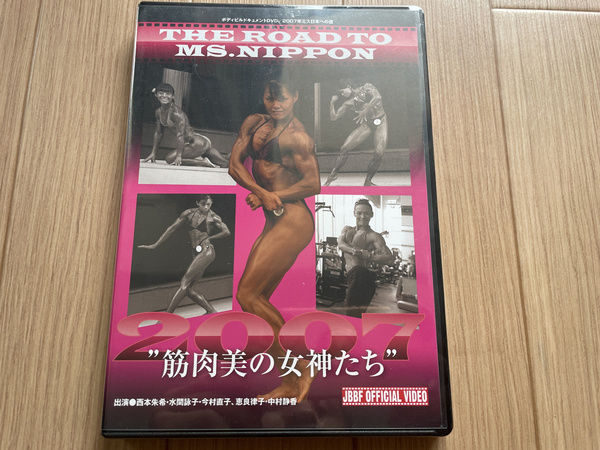 ボディビルドキュメントDVD。2007年ミス日本への道
THE ROAD TO
MS.NIPPON
2007
"筋肉美の女神たち"
出演●西本朱希・水間詠子・今村直子、恵良律子・中村静香
JBBF OFFICIAL VIDEO